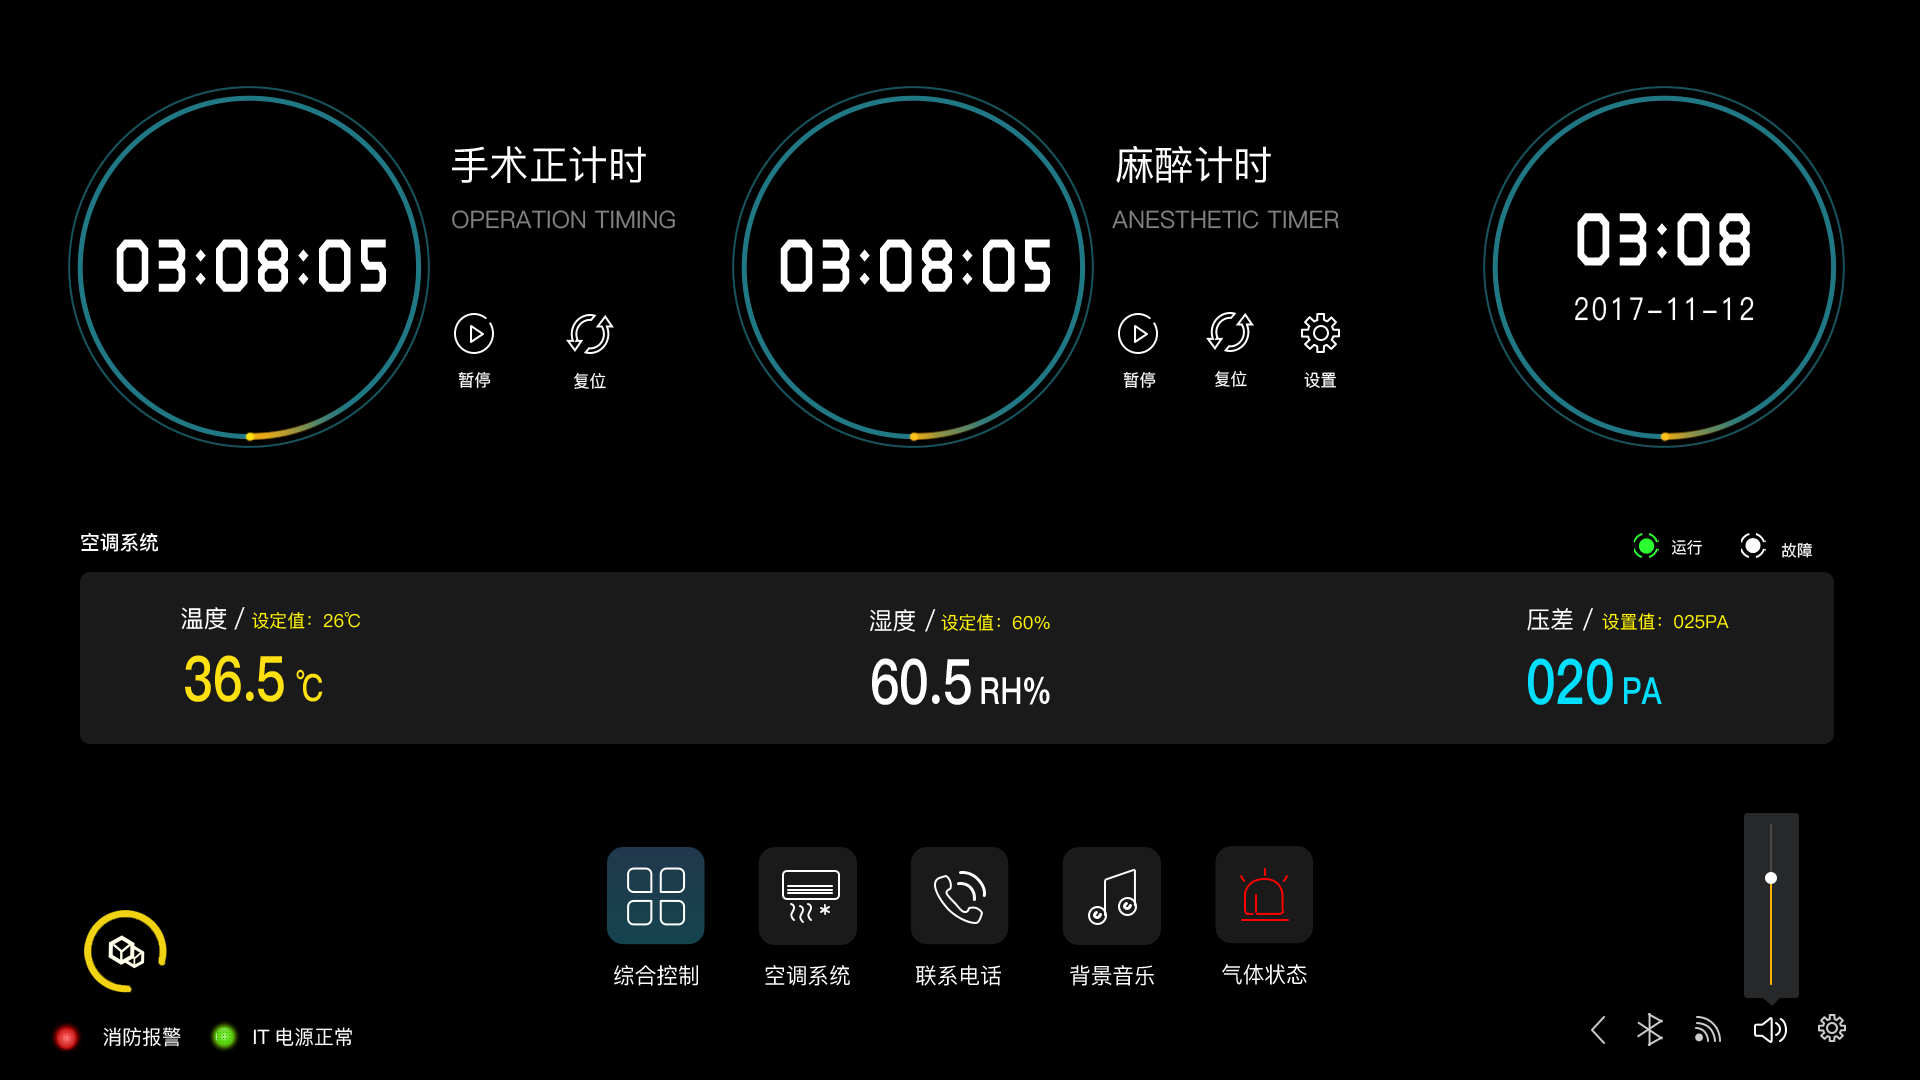 手术正计时
OPERATION TIMING
03:08:05
暂停
复位
麻醉计时
ANESTHETIC TIMER
03:08:05
暂停
复位
设置
03:08
2017-11-12
空调系统
运行
故障
温度 / 设定值：26℃
36.5 ℃
湿度 / 设定值：60%
60.5 RH%
压差 / 设置值：025PA
020 PA
综合控制
空调系统
联系电话
背景音乐
气体状态
消防报警
IT 电源正常